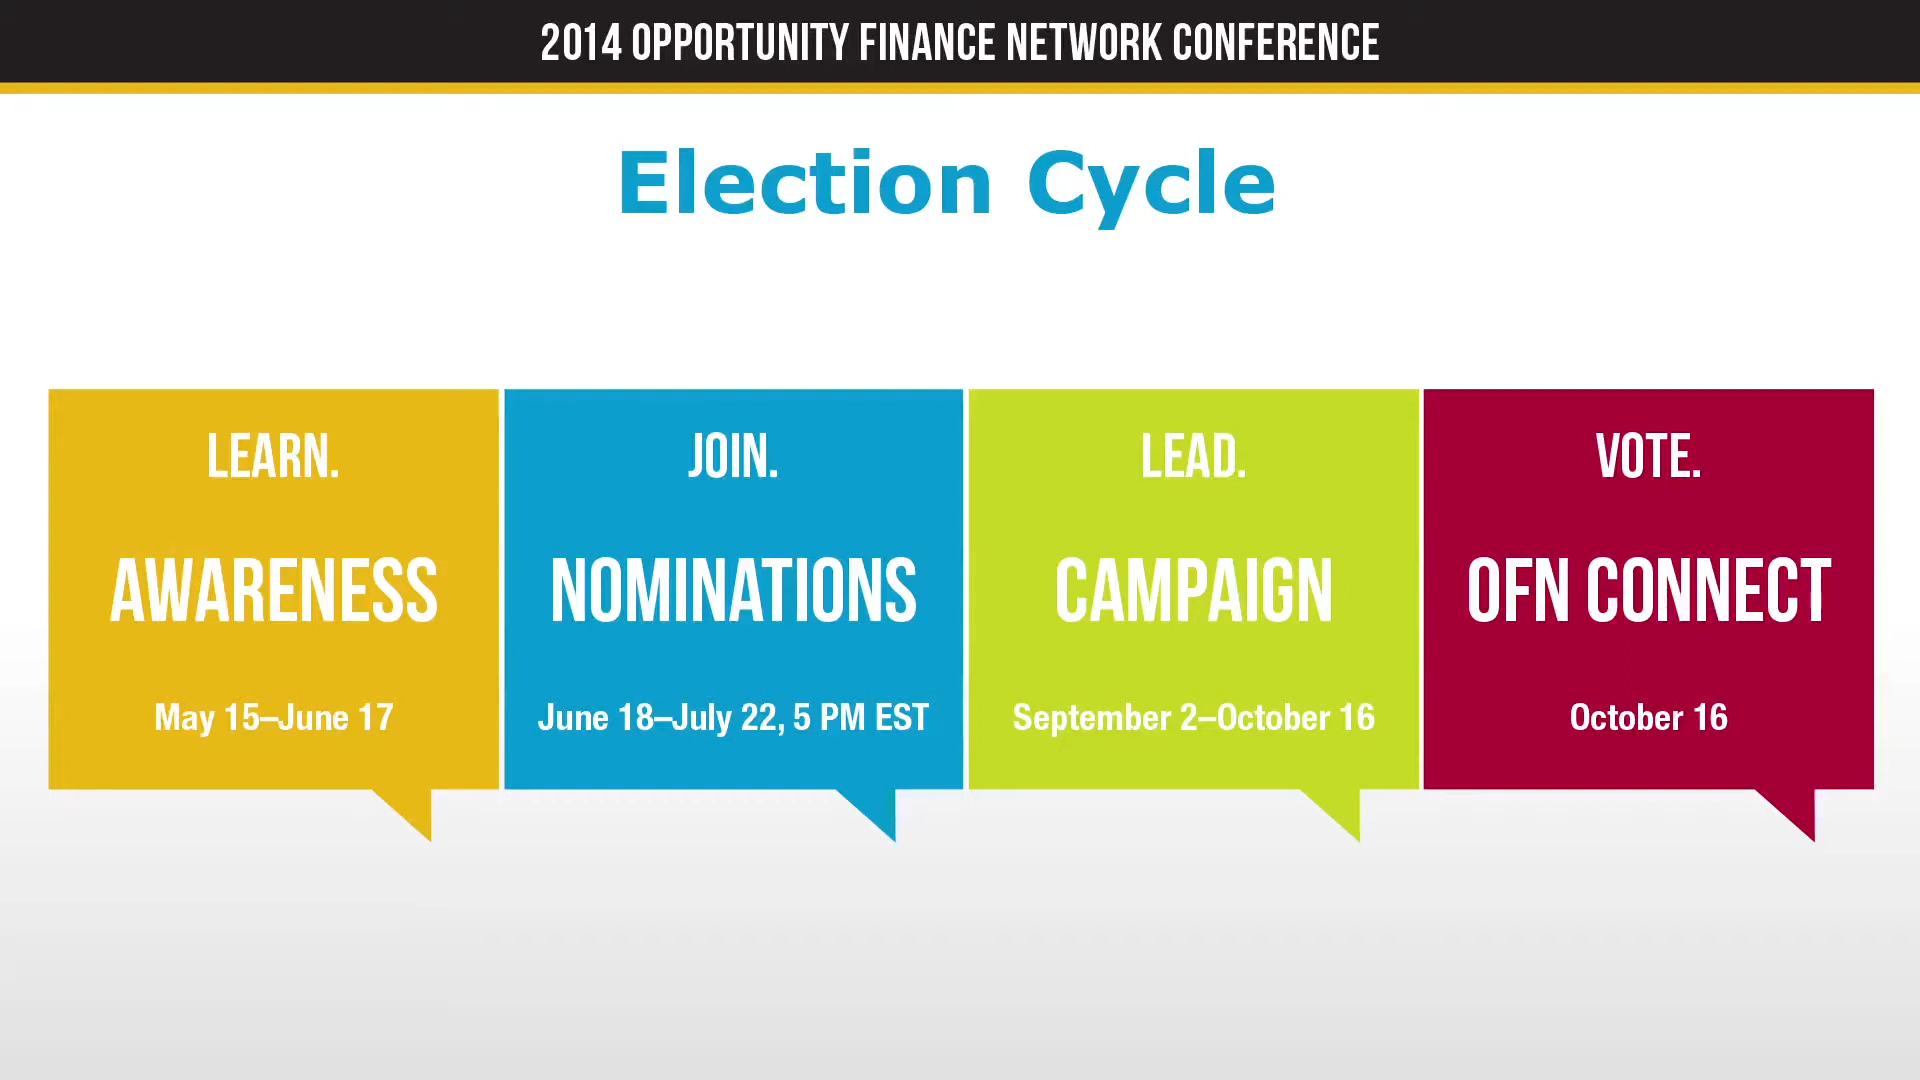 2014 OPPORTUNITY FINANCE NETWORK CONFERENCE
Election Cycle
LEARN.
AWARENESS
May 15–June 17
JOIN.
NOMINATIONS
June 18–July 22, 5 PM EST
LEAD.
CAMPAIGN
September 2–October 16
VOTE.
OFN CONNECT
October 16